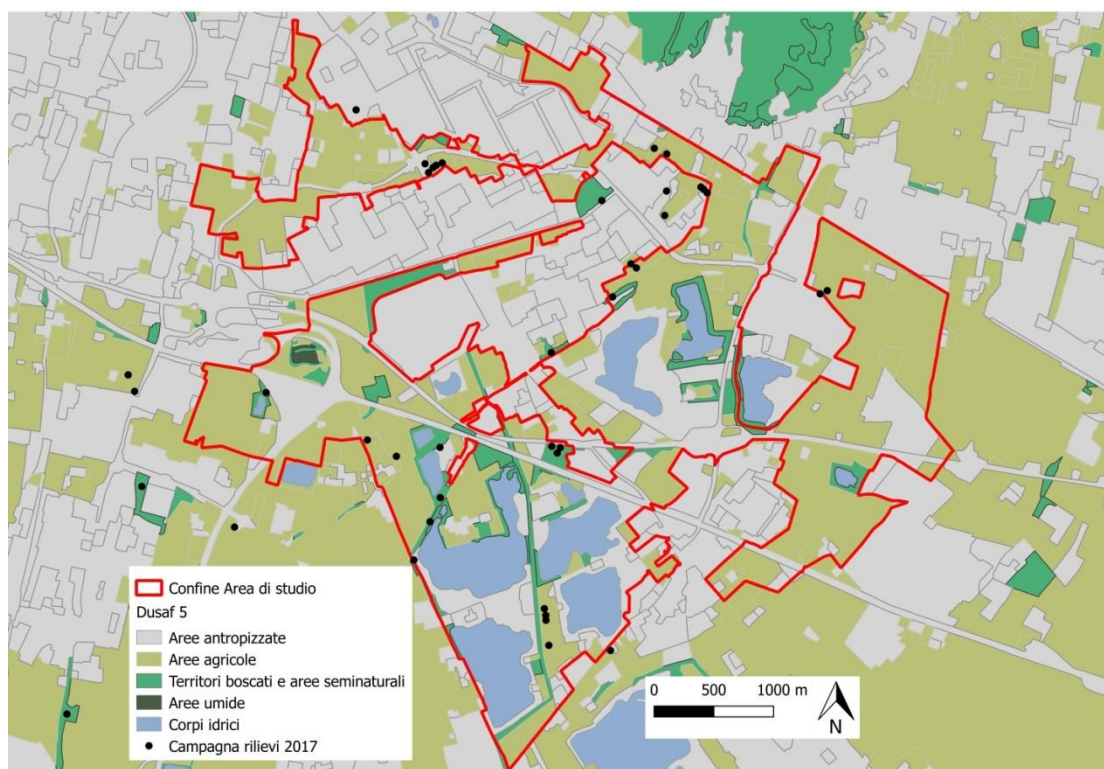 Confine Area di studio
Dusaf 5
Aree antropizzate
Aree agricole
Territori boscati e aree seminaturali
Aree umide
Corpi idrici
Campagna rilievi 2017
0 500 1000 m
N